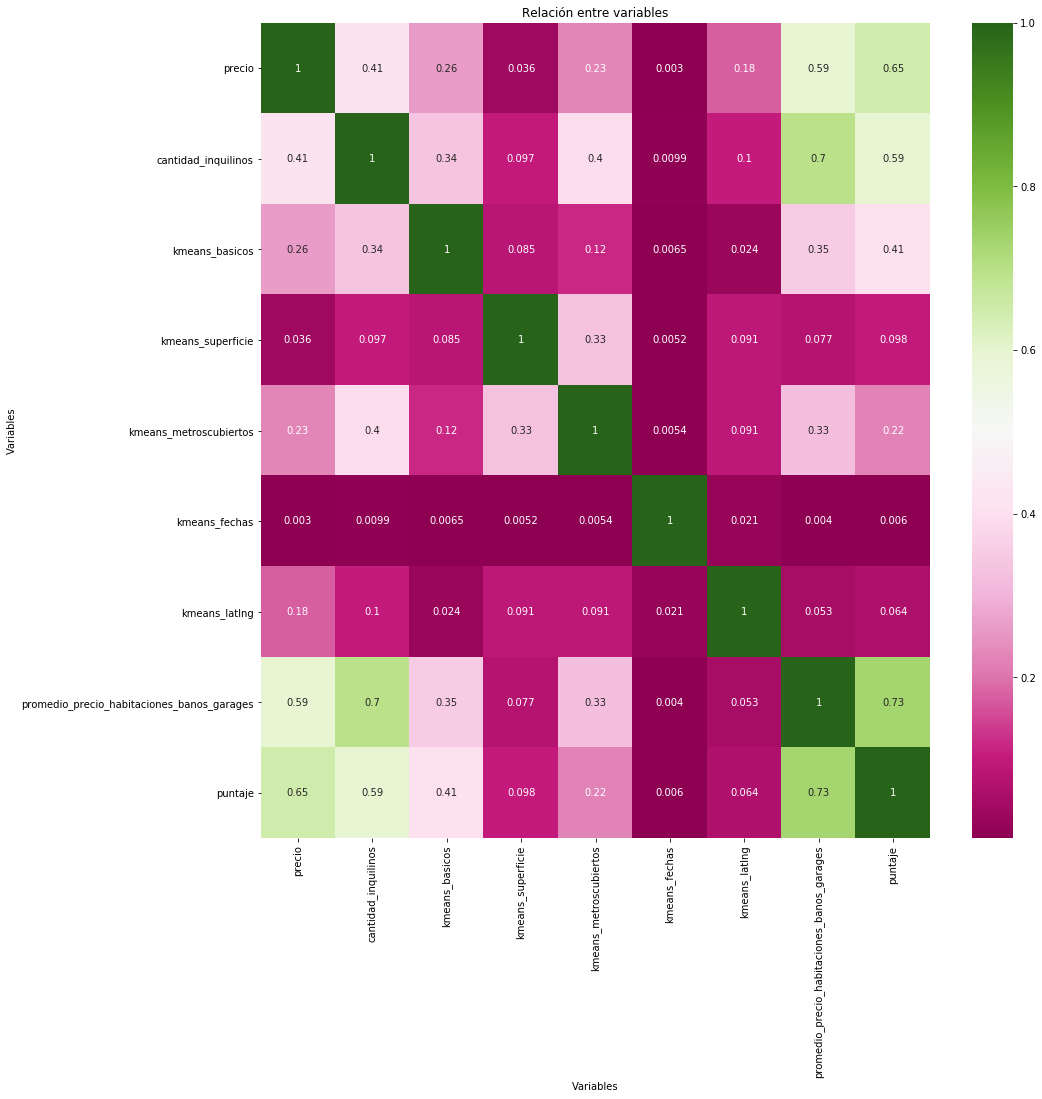 Relación entre variables
precio 1 0.41 0.26 0.036 0.23 0.003 0.18 0.59 0.65
cantidad_inquilinos 0.41 1 0.34 0.097 0.4 0.0099 0.1 0.7 0.59
kmeans_basicos 0.26 0.34 1 0.085 0.12 0.0065 0.024 0.35 0.41
kmeans_superficie 0.036 0.097 0.085 1 0.33 0.0052 0.091 0.077 0.098
kmeans_metroscubiertos 0.23 0.4 0.12 0.33 1 0.0054 0.091 0.33 0.22
kmeans_fechas 0.003 0.0099 0.0065 0.0052 0.0054 1 0.021 0.004 0.006
kmeans_latlng 0.18 0.1 0.024 0.091 0.091 0.021 1 0.053 0.064
promedio_precio_habitaciones_banos_garages 0.59 0.7 0.35 0.077 0.33 0.004 0.053 1 0.73
puntaje 0.65 0.59 0.41 0.098 0.22 0.006 0.064 0.73 1
Variables
precio
cantidad_inquilinos
kmeans_basicos
kmeans_superficie
kmeans_metroscubiertos
kmeans_fechas
kmeans_latlng
promedio_precio_habitaciones_banos_garages
puntaje
Variables
1.0
0.8
0.6
0.4
0.2